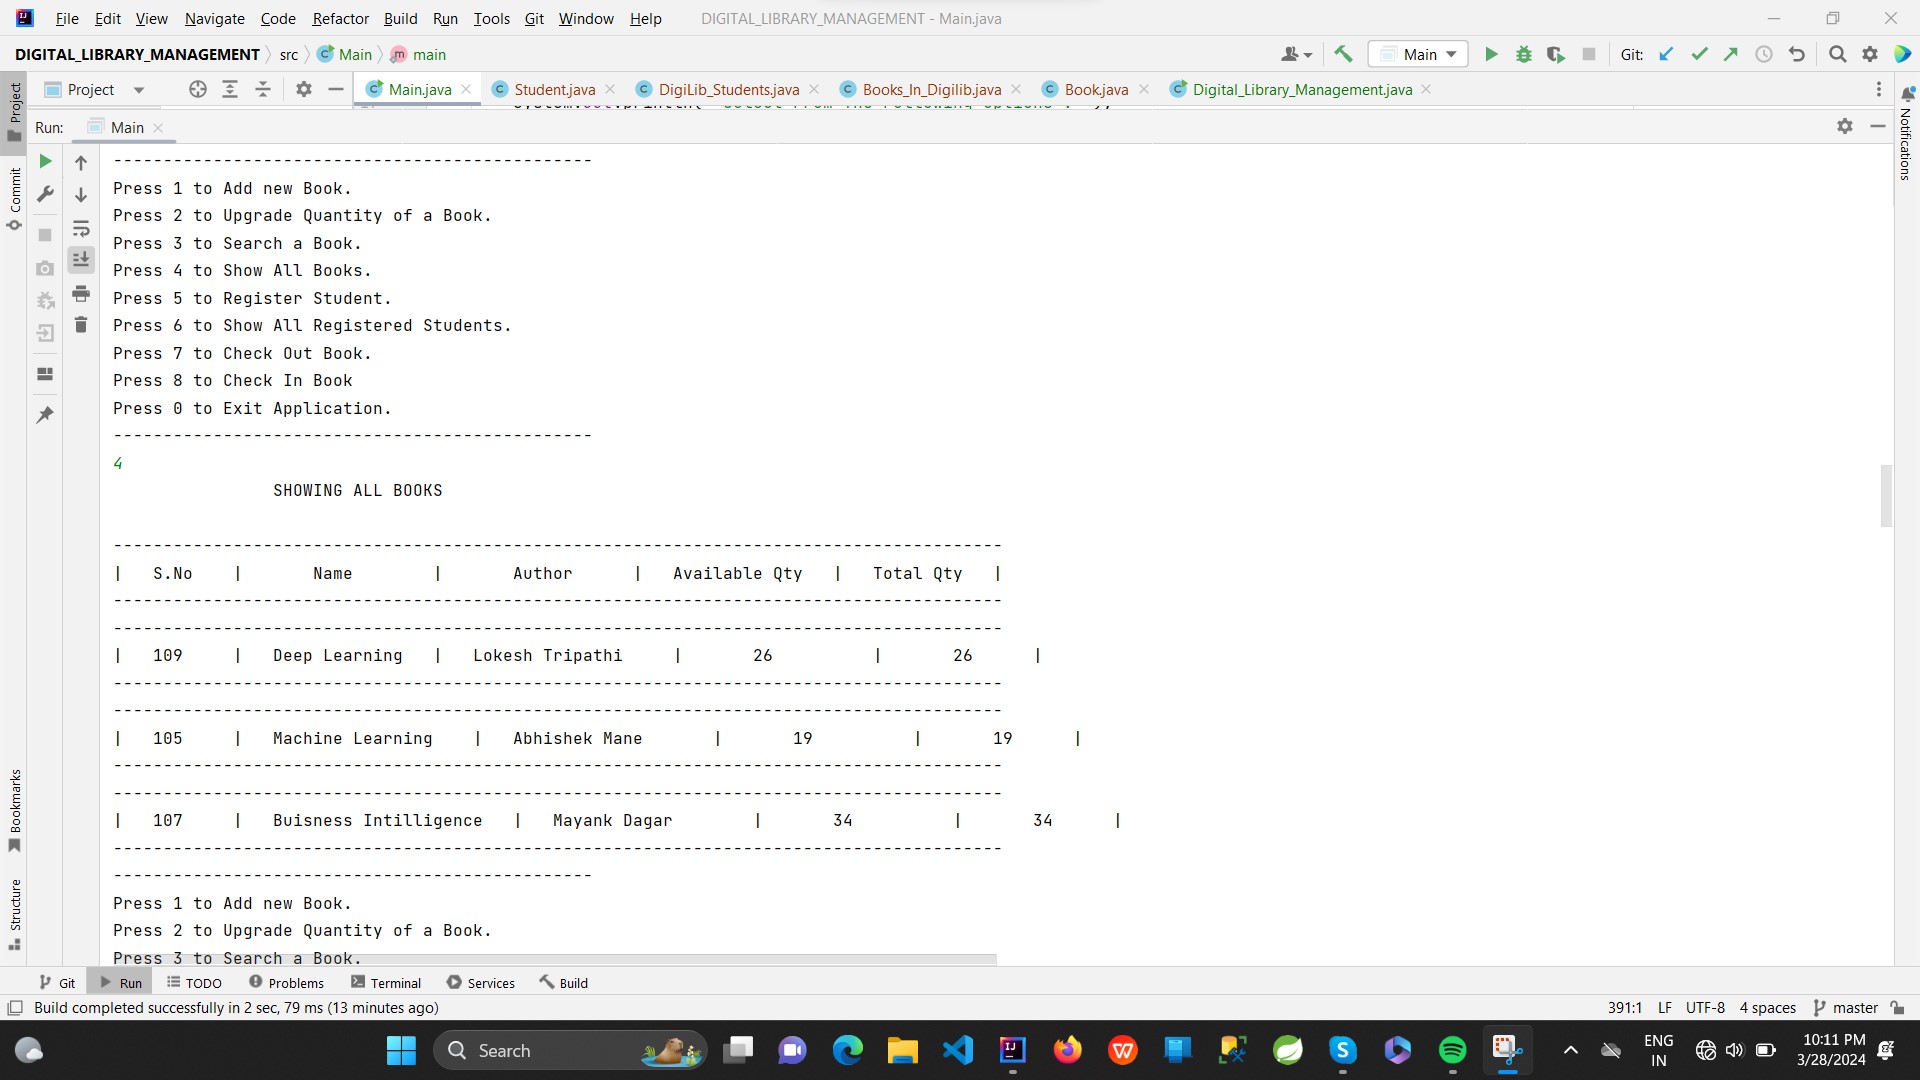 File Edit View Navigate Code Refactor Build Run Tools Git Window Help DIGITAL_LIBRARY_MANAGEMENT - Main.java
DIGITAL_LIBRARY_MANAGEMENT src Main main Main Git:
Project Main.java Student.java DigiLib_Students.java Books_In_Digilib.java Book.java Digital_Library_Management.java
Run: Main
Project
Commit
Bookmarks
Structure
Notifications
------------------------------------------------
Press 1 to Add new Book.
Press 2 to Upgrade Quantity of a Book.
Press 3 to Search a Book.
Press 4 to Show All Books.
Press 5 to Register Student.
Press 6 to Show All Registered Students.
Press 7 to Check Out Book.
Press 8 to Check In Book
Press 0 to Exit Application.
------------------------------------------------
4
SHOWING ALL BOOKS
-----------------------------------------------------------------------------------------
| S.No | Name | Author | Available Qty | Total Qty |
-----------------------------------------------------------------------------------------
-----------------------------------------------------------------------------------------
| 109 | Deep Learning | Lokesh Tripathi | 26 | 26 |
-----------------------------------------------------------------------------------------
-----------------------------------------------------------------------------------------
| 105 | Machine Learning | Abhishek Mane | 19 | 19 |
-----------------------------------------------------------------------------------------
-----------------------------------------------------------------------------------------
| 107 | Buisness Intilligence | Mayank Dagar | 34 | 34 |
-----------------------------------------------------------------------------------------
------------------------------------------------
Press 1 to Add new Book.
Press 2 to Upgrade Quantity of a Book.
Press 3 to Search a Book.
Git Run TODO Problems Terminal Services Build
Build completed successfully in 2 sec, 79 ms (13 minutes ago) 391:1 LF UTF-8 4 spaces master
Search ENG IN 10:11 PM 3/28/2024